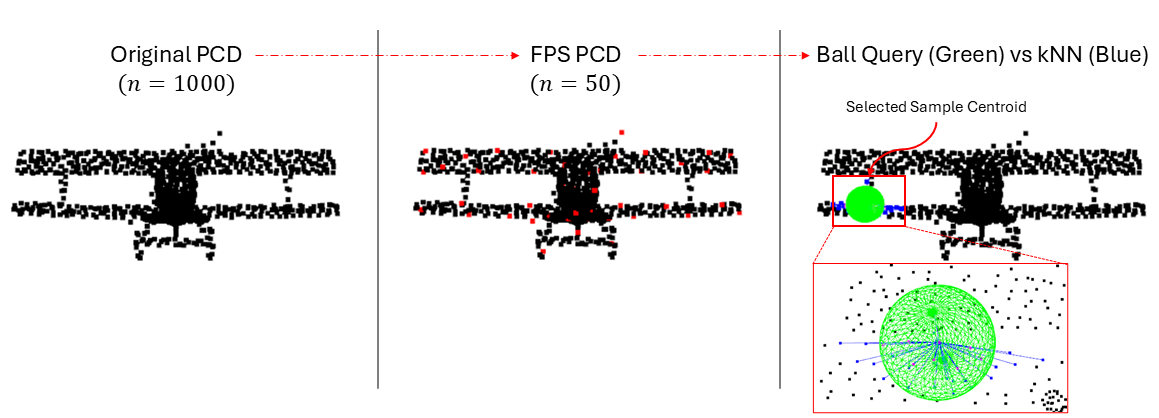 Original PCD
(n = 1000)
FPS PCD
(n = 50)
Ball Query (Green) vs kNN (Blue)
Selected Sample Centroid